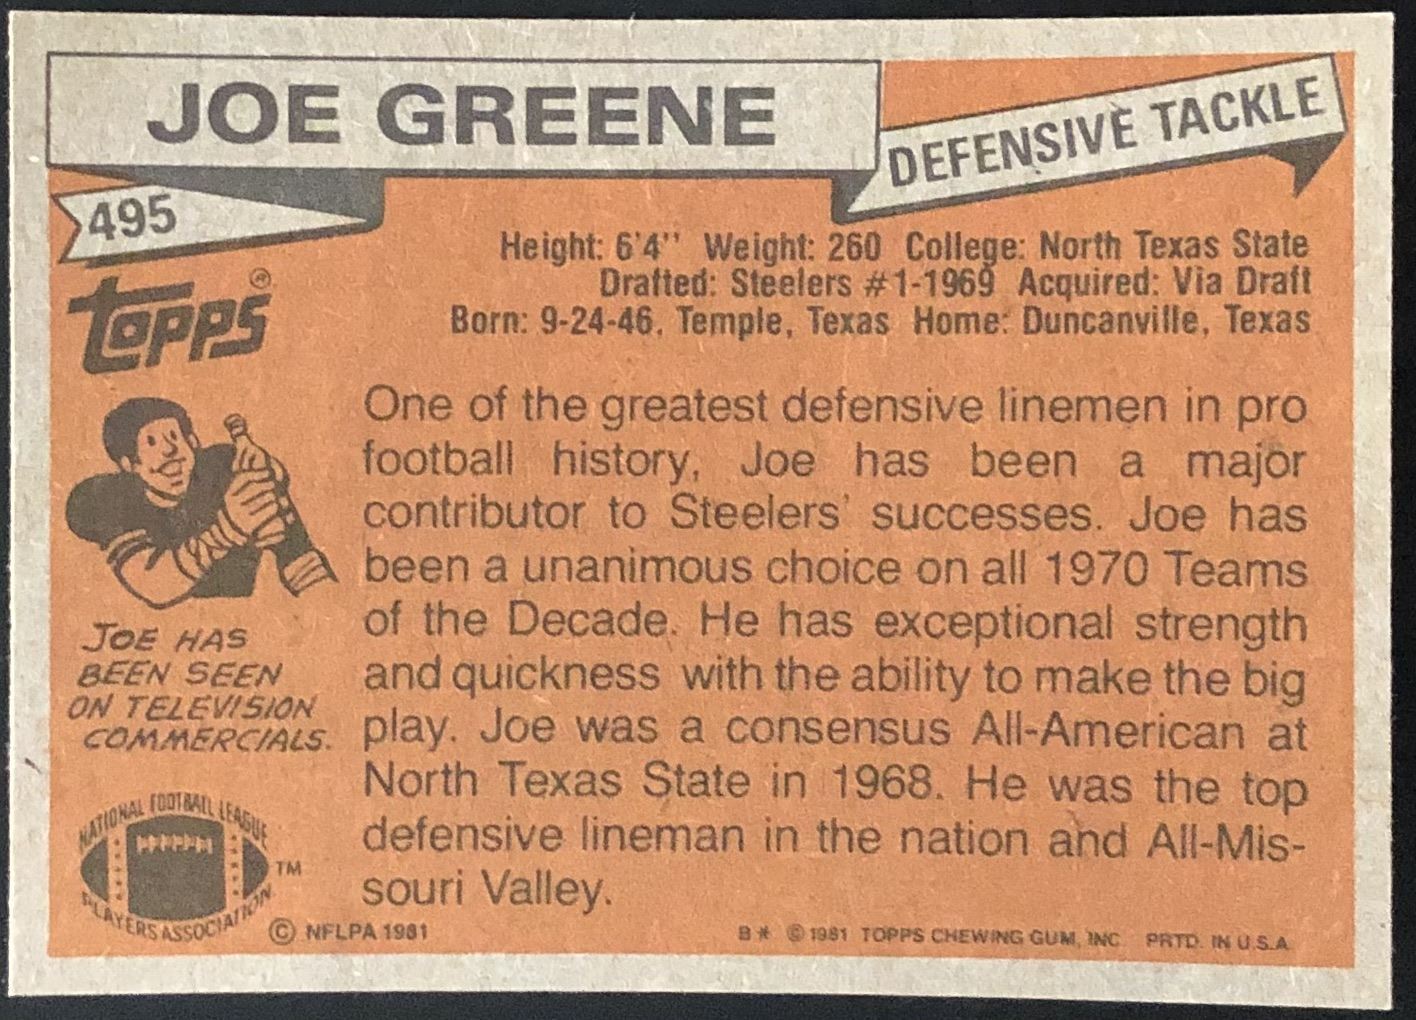 JOE GREENE
DEFENSIVE TACKLE
495
TOPPS®
Height: 6'4'' Weight: 260 College: North Texas State
Drafted: Steelers #1-1969 Acquired: Via Draft
Born: 9-24-46, Temple, Texas Home: Duncanville, Texas
One of the greatest defensive linemen in pro
football history, Joe has been a major
contributor to Steelers' successes. Joe has
been a unanimous choice on all 1970 Teams
of the Decade. He has exceptional strength
and quickness with the ability to make the big
play. Joe was a consensus All-American at
North Texas State in 1968. He was the top
defensive lineman in the nation and All-Mis-
souri Valley.
JOE HAS
BEEN SEEN
ON TELEVISION
COMMERCIALS.
NATIONAL FOOTBALL LEAGUE
PLAYERS ASSOCIATION
TM
© NFLPA 1981
B* © 1981 TOPPS CHEWING GUM, INC. PRTD. IN U.S.A.